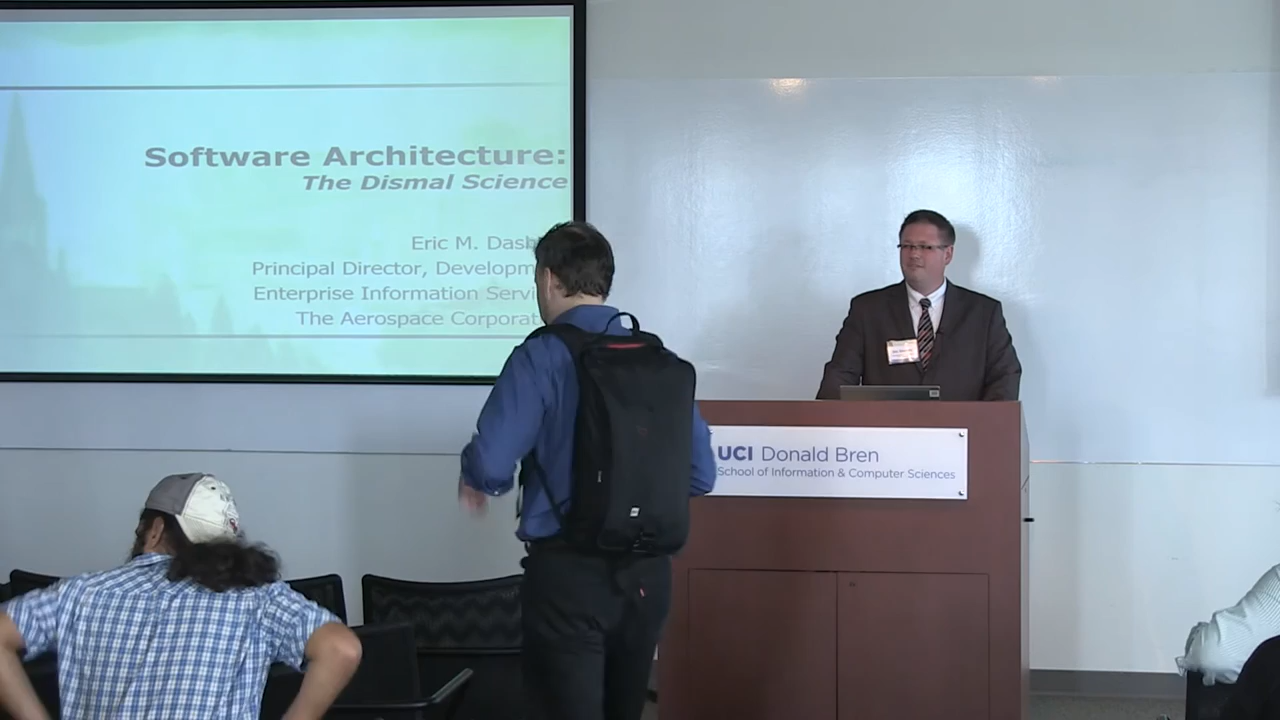 Software Architecture:
The Dismal Science
Eric M.
Principal Director,
Enterprise Information
The Aerospace
UCI Donald Bren
School of Information & Computer Sciences